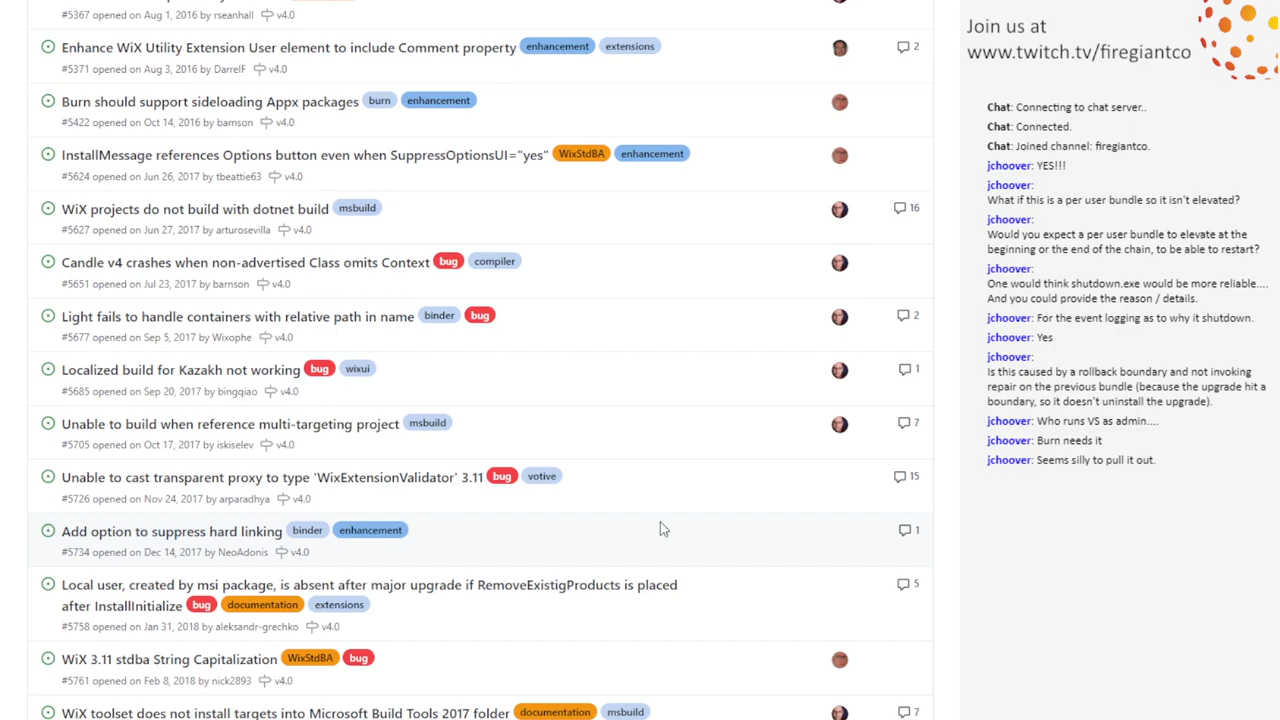 #5367 opened on Aug 1, 2016 by rseanhall v4.0
Enhance WiX Utility Extension User element to include Comment property enhancement extensions 2
#5371 opened on Aug 3, 2016 by DarrelF v4.0
Burn should support sideloading Appx packages burn enhancement
#5422 opened on Oct 14, 2016 by barnson v4.0
InstallMessage references Options button even when SuppressOptionsUI="yes" WixStdBA enhancement
#5624 opened on Jun 26, 2017 by tbeattie63 v4.0
WiX projects do not build with dotnet build msbuild 16
#5627 opened on Jun 27, 2017 by arturosevilla v4.0
Candle v4 crashes when non-advertised Class omits Context bug compiler
#5651 opened on Jul 23, 2017 by barnson v4.0
Light fails to handle containers with relative path in name binder bug 2
#5677 opened on Sep 5, 2017 by Wixophe v4.0
Localized build for Kazakh not working bug wixui 1
#5685 opened on Sep 20, 2017 by bingqiao v4.0
Unable to build when reference multi-targeting project msbuild 7
#5705 opened on Oct 17, 2017 by iskiselev v4.0
Unable to cast transparent proxy to type 'WixExtensionValidator' 3.11 bug votive 15
#5726 opened on Nov 24, 2017 by arparadhya v4.0
Add option to suppress hard linking binder enhancement 1
#5734 opened on Dec 14, 2017 by NeoAdonis v4.0
Local user, created by msi package, is absent after major upgrade if RemoveExistigProducts is placed
after InstallInitialize bug documentation extensions 5
#5758 opened on Jan 31, 2018 by aleksandr-grechko v4.0
WiX 3.11 stdba String Capitalization WixStdBA bug
#5761 opened on Feb 8, 2018 by nick2893 v4.0
WiX toolset does not install targets into Microsoft Build Tools 2017 folder documentation msbuild 7
Join us at
www.twitch.tv/firegiantco
Chat: Connecting to chat server..
Chat: Connected.
Chat: Joined channel: firegiantco.
jchoover: YES!!!
jchoover:
What if this is a per user bundle so it isn't elevated?
jchoover:
Would you expect a per user bundle to elevate at the
beginning or the end of the chain, to be able to restart?
jchoover:
One would think shutdown.exe would be more reliable....
And you could provide the reason / details.
jchoover: For the event logging as to why it shutdown.
jchoover: Yes
jchoover:
Is this caused by a rollback boundary and not invoking
repair on the previous bundle (because the upgrade hit a
boundary, so it doesn't uninstall the upgrade).
jchoover: Who runs VS as admin....
jchoover: Burn needs it
jchoover: Seems silly to pull it out.